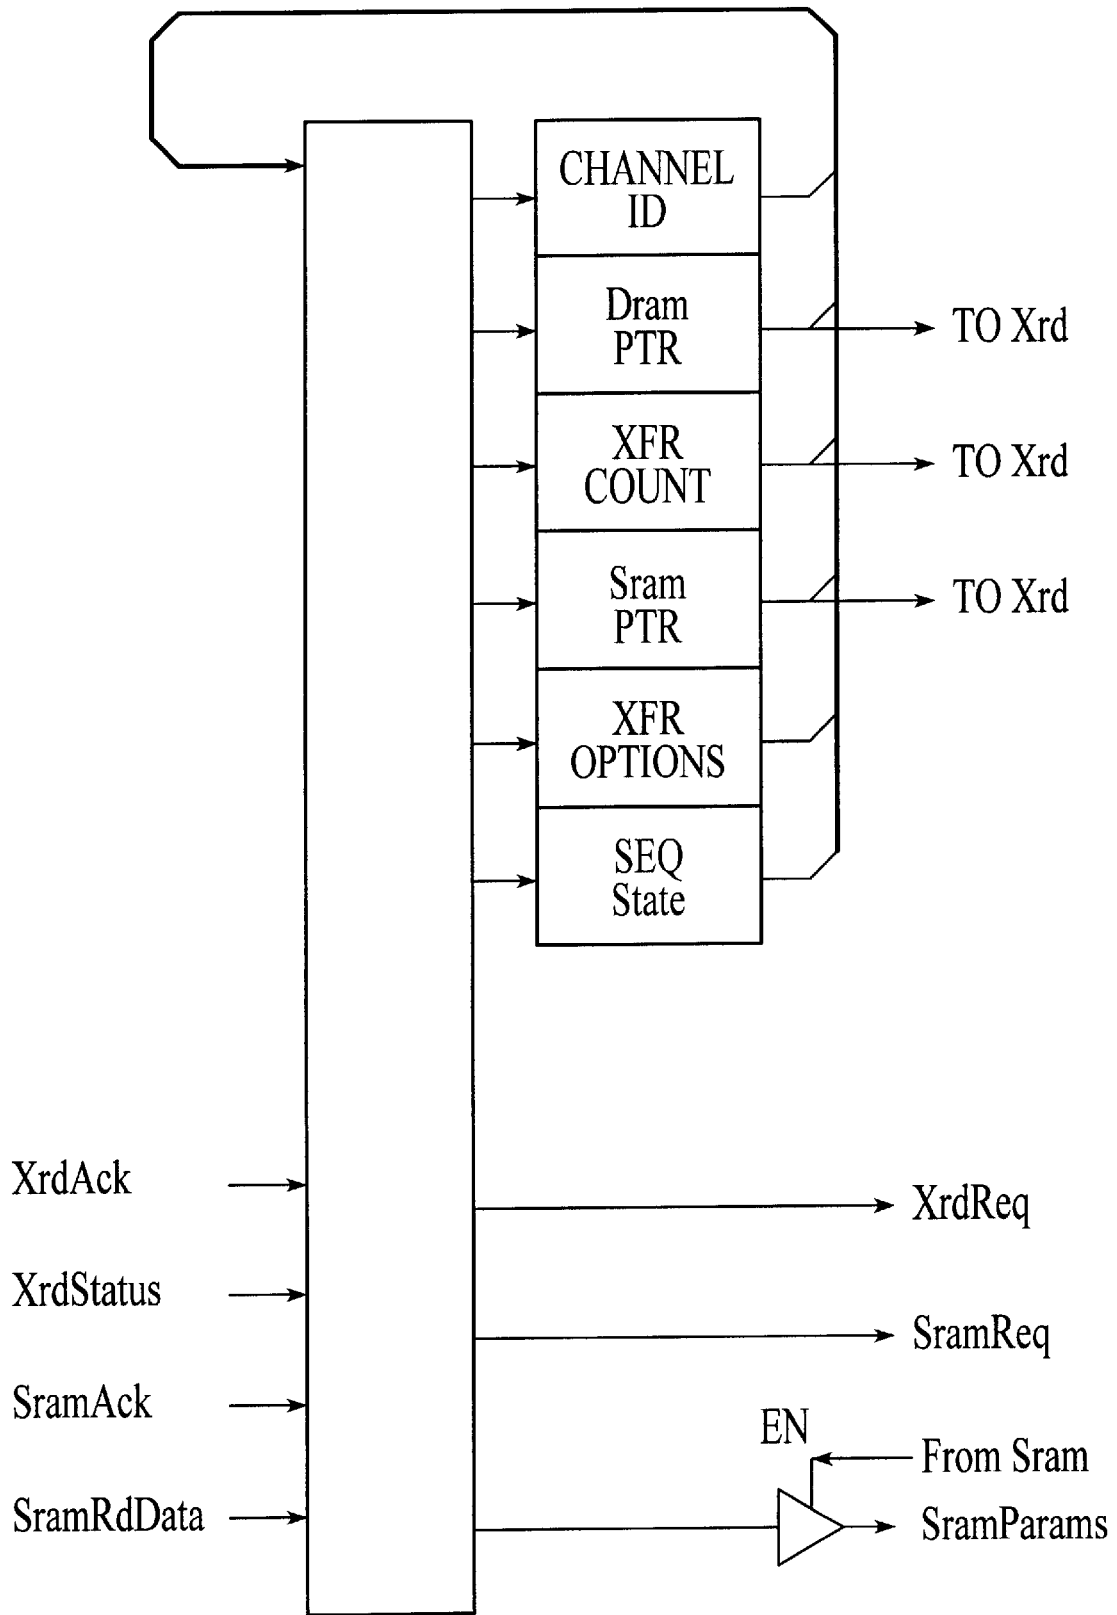 CHANNEL
ID
Dram
PTR
TO Xrd
XFR
COUNT
TO Xrd
Sram
PTR
TO Xrd
XFR
OPTIONS
SEQ
State
XrdAck
XrdReq
XrdStatus
SramReq
SramAck
EN
From Sram
SramRdData
SramParams